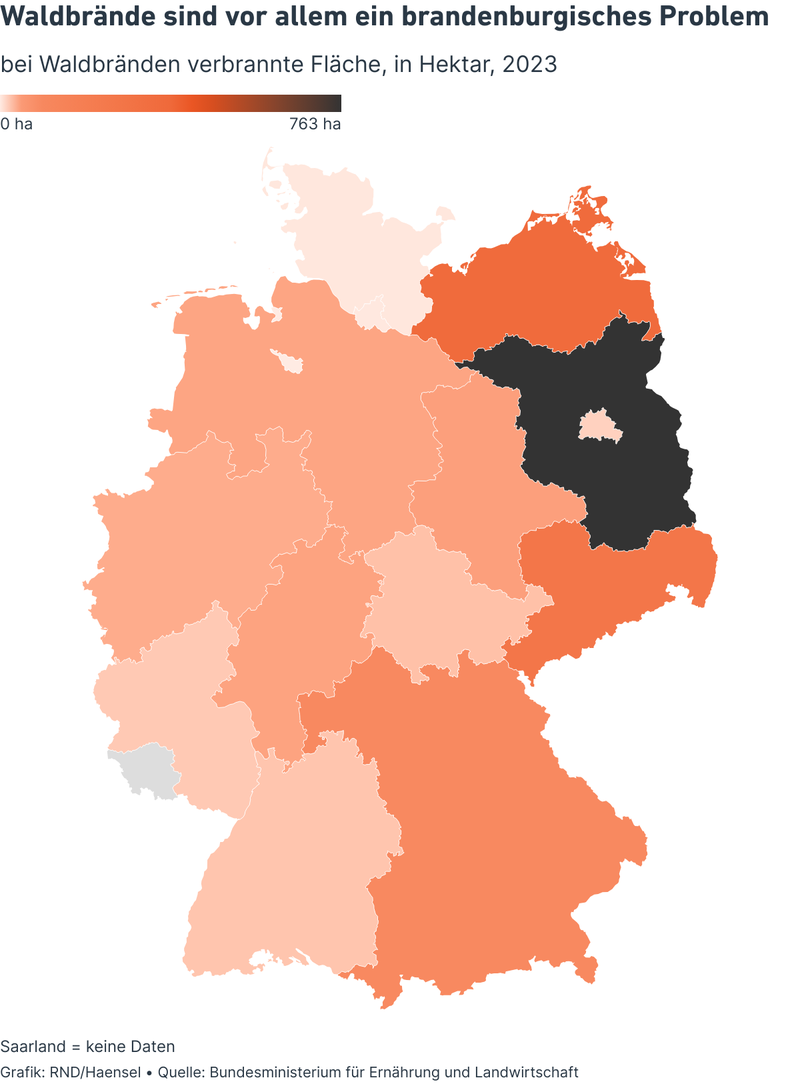 Waldbrände sind vor allem ein brandenburgisches Problem
bei Waldbränden verbrannte Fläche, in Hektar, 2023
0 ha 763 ha
Saarland = keine Daten
Grafik: RND/Haensel • Quelle: Bundesministerium für Ernährung und Landwirtschaft